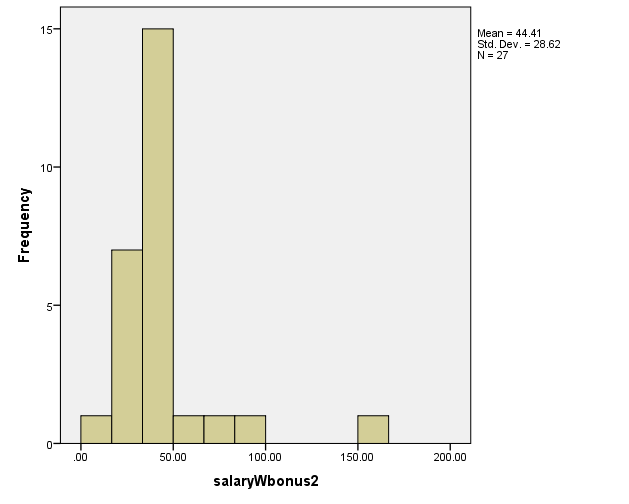 Mean = 44.41
Std. Dev. = 28.62
N = 27
15
10
5
0
Frequency
.00
50.00
100.00
150.00
200.00
salaryWbonus2